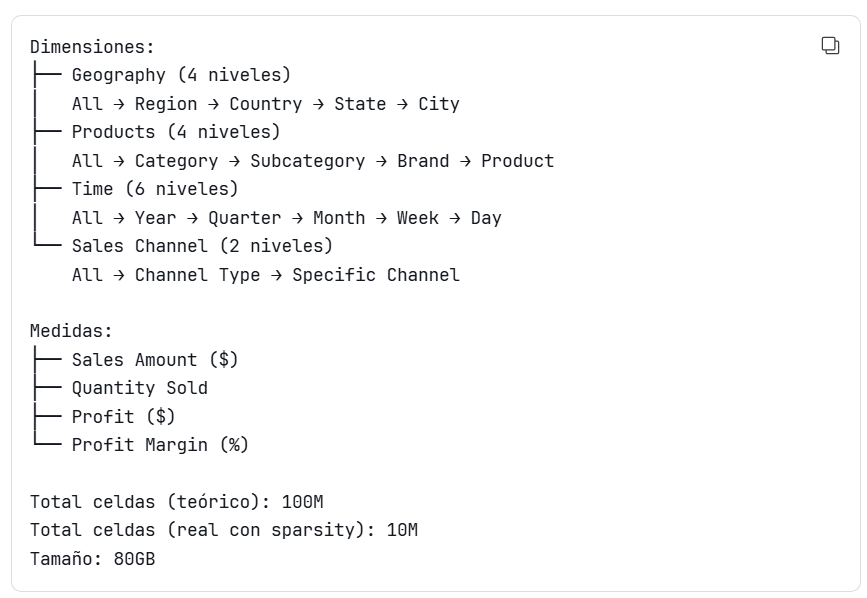 Dimensiones:
├── Geography (4 niveles)
│   All → Region → Country → State → City
├── Products (4 niveles)
│   All → Category → Subcategory → Brand → Product
├── Time (6 niveles)
│   All → Year → Quarter → Month → Week → Day
└── Sales Channel (2 niveles)
    All → Channel Type → Specific Channel

Medidas:
├── Sales Amount ($)
├── Quantity Sold
├── Profit ($)
└── Profit Margin (%)

Total celdas (teórico): 100M
Total celdas (real con sparsity): 10M
Tamaño: 80GB